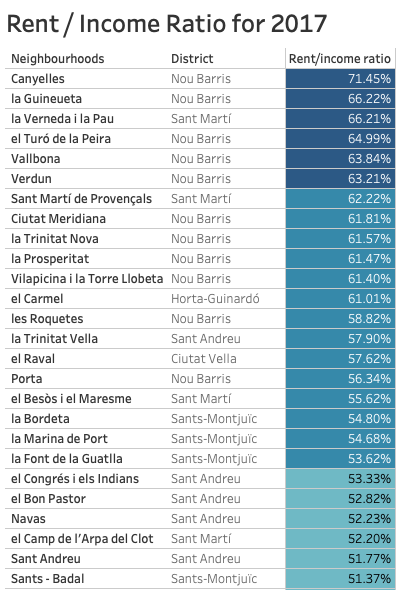 Rent / Income Ratio for 2017
Neighbourhoods District Rent/income ratio
Canyelles Nou Barris 71.45%
la Guineueta Nou Barris 66.22%
la Verneda i la Pau Sant Martí 66.21%
el Turó de la Peira Nou Barris 64.99%
Vallbona Nou Barris 63.84%
Verdun Nou Barris 63.21%
Sant Martí de Provençals Sant Martí 62.22%
Ciutat Meridiana Nou Barris 61.81%
la Trinitat Nova Nou Barris 61.57%
la Prosperitat Nou Barris 61.47%
Vilapicina i la Torre Llobeta Nou Barris 61.40%
el Carmel Horta-Guinardó 61.01%
les Roquetes Nou Barris 58.82%
la Trinitat Vella Sant Andreu 57.90%
el Raval Ciutat Vella 57.62%
Porta Nou Barris 56.34%
el Besòs i el Maresme Sant Martí 55.62%
la Bordeta Sants-Montjuïc 54.80%
la Marina de Port Sants-Montjuïc 54.68%
la Font de la Guatlla Sants-Montjuïc 53.62%
el Congrés i els Indians Sant Andreu 53.33%
el Bon Pastor Sant Andreu 52.82%
Navas Sant Andreu 52.23%
el Camp de l'Arpa del Clot Sant Martí 52.20%
Sant Andreu Sant Andreu 51.77%
Sants - Badal Sants-Montjuïc 51.37%